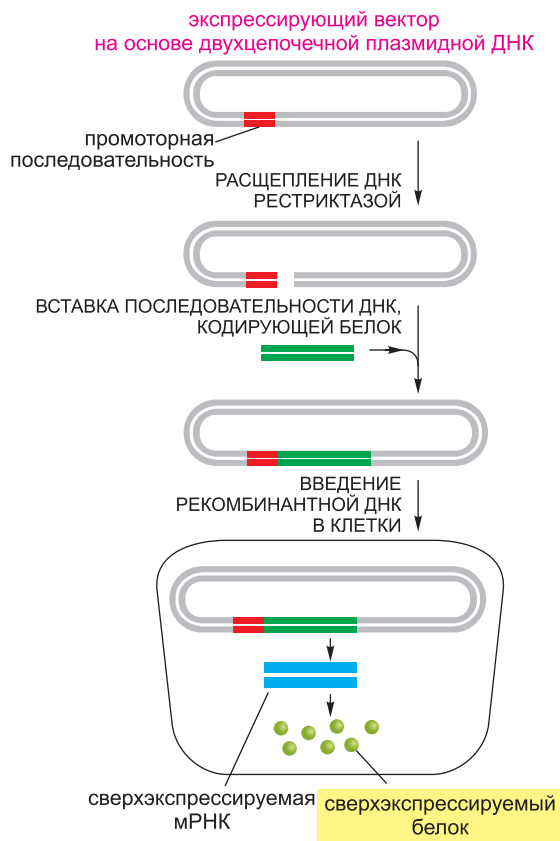 экспрессирующий вектор
на основе двухцепочечной плазмидной ДНК
промоторная
последовательность
РАСЩЕПЛЕНИЕ ДНК
РЕСТРИКТАЗОЙ
ВСТАВКА ПОСЛЕДОВАТЕЛЬНОСТИ ДНК,
КОДИРУЮЩЕЙ БЕЛОК
ВВЕДЕНИЕ
РЕКОМБИНАНТНОЙ ДНК
В КЛЕТКИ
сверхэкспрессируемая
мРНК
сверхэкспрессируемый
белок